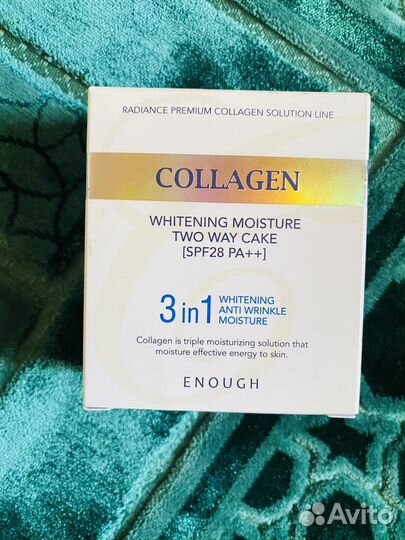 RADIANCE PREMIUM COLLAGEN SOLUTION LINE
COLLAGEN
WHITENING MOISTURE
TWO WAY CAKE
[SPF28 PA++]
3 in 1
WHITENING
ANTI WRINKLE
MOISTURE
Collagen is triple moisturizing solution that
moisture effective energy to skin.
ENOUGH
Avito